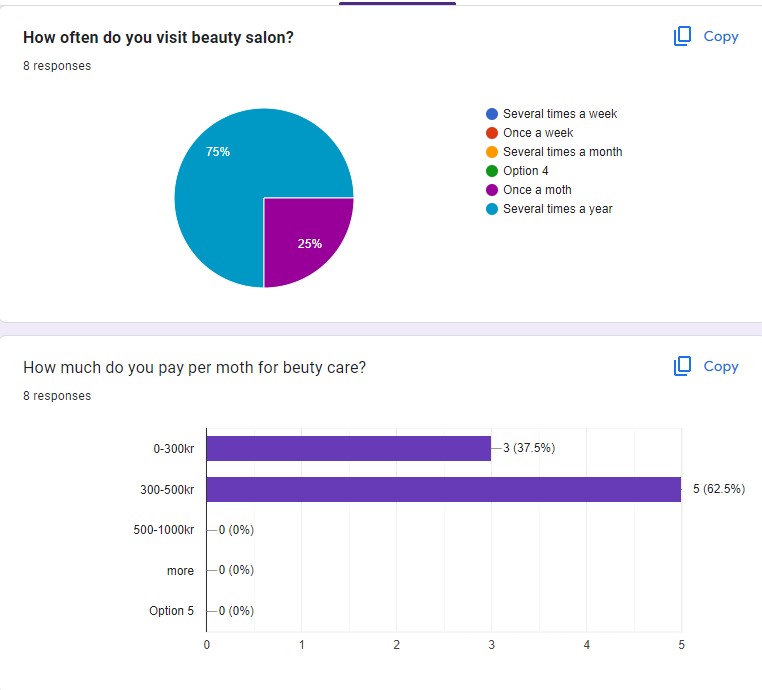 How often do you visit beauty salon?
Copy
8 responses
75%
25%
Several times a week
Once a week
Several times a month
Option 4
Once a moth
Several times a year
How much do you pay per moth for beuty care?
Copy
8 responses
0-300kr
3 (37.5%)
300-500kr
5 (62.5%)
500-1000kr
0 (0%)
more
0 (0%)
Option 5
0 (0%)
0 1 2 3 4 5